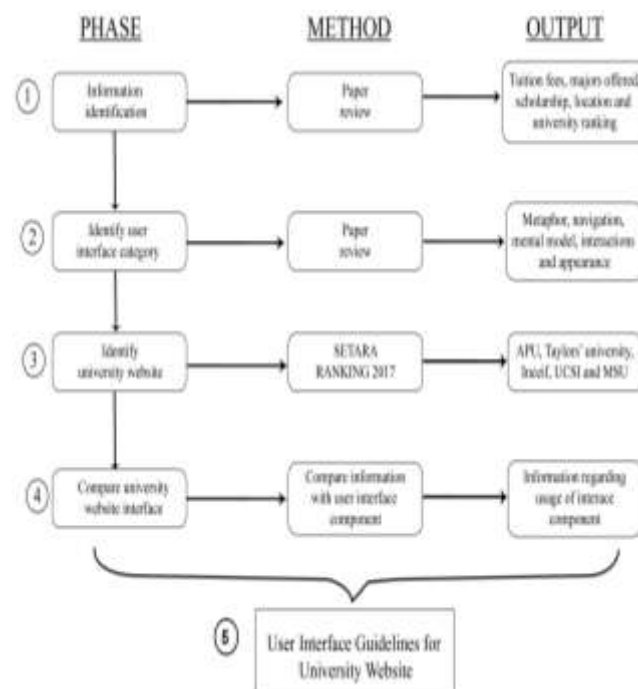 PHASE METHOD OUTPUT
1
Information
identification
Paper
review
Tuition fees, majors offered
scholarship, location and
university ranking
2
Identify user
interface category
Paper
review
Metaphor, navigation,
mental model, interactions
and appearance
3
Identify
university website
SETARA
RANKING 2017
APU, Taylors' university,
Inceif, UCSI and MSU
4
Compare university
website interface
Compare information
with user interface
component
Information regarding
usage of interace
component
5
User Interface Guidelines for
University Website